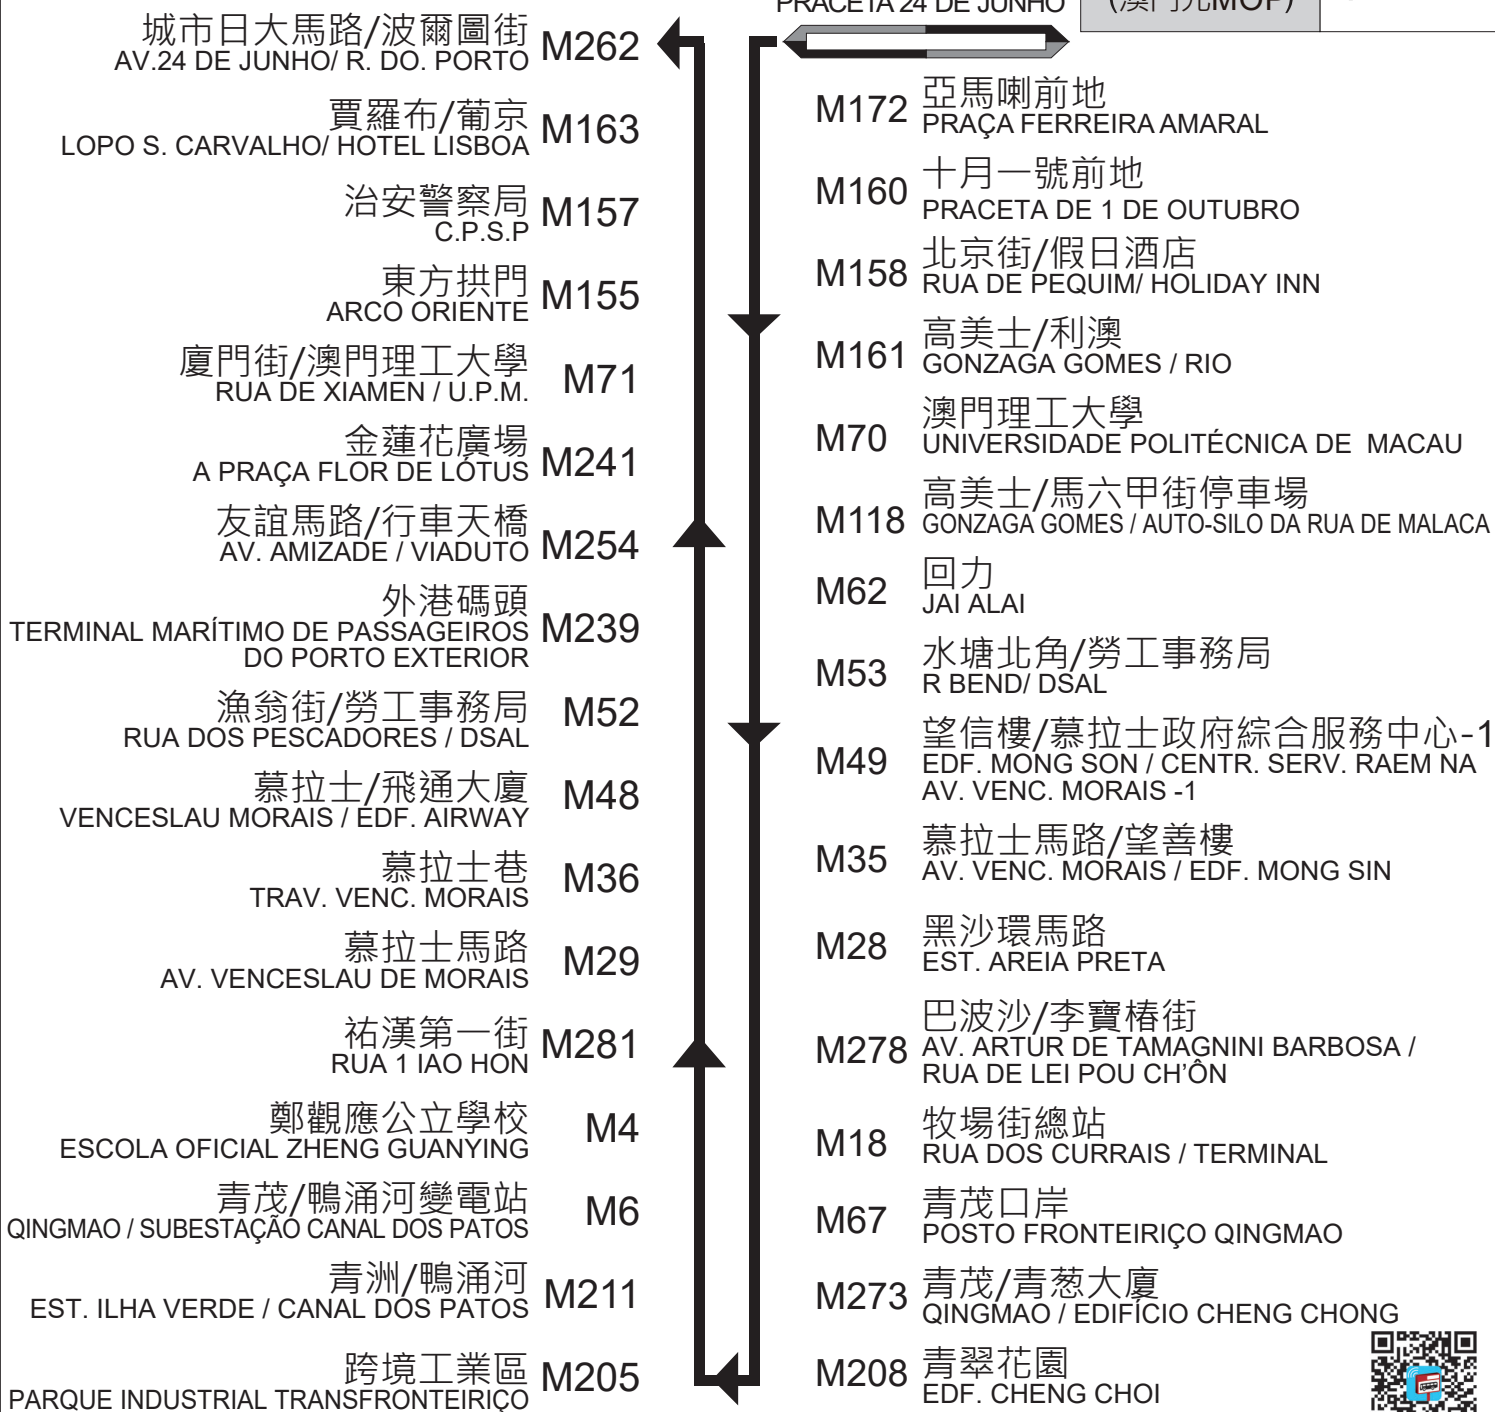 PRACETA 24 DE JUNHO
(澳門元MOP)
城市日大馬路/波爾圖街
AV.24 DE JUNHO/ R. DO. PORTO
M262
賈羅布/葡京
LOPO S. CARVALHO/ HOTEL LISBOA
M163
治安警察局
C.P.S.P
M157
東方拱門
ARCO ORIENTE
M155
廈門街/澳門理工大學
RUA DE XIAMEN / U.P.M.
M71
金蓮花廣場
A PRAÇA FLOR DE LÓTUS
M241
友誼馬路/行車天橋
AV. AMIZADE / VIADUTO
M254
外港碼頭
TERMINAL MARÍTIMO DE PASSAGEIROS
DO PORTO EXTERIOR
M239
漁翁街/勞工事務局
RUA DOS PESCADORES / DSAL
M52
慕拉士/飛通大廈
VENCESLAU MORAIS / EDF. AIRWAY
M48
慕拉士巷
TRAV. VENC. MORAIS
M36
慕拉士馬路
AV. VENCESLAU DE MORAIS
M29
祐漢第一街
RUA 1 IAO HON
M281
鄭觀應公立學校
ESCOLA OFICIAL ZHENG GUANYING
M4
青茂/鴨涌河變電站
QINGMAO / SUBESTAÇÃO CANAL DOS PATOS
M6
青洲/鴨涌河
EST. ILHA VERDE / CANAL DOS PATOS
M211
跨境工業區
PARQUE INDUSTRIAL TRANSFRONTEIRIÇO
M205
M172
亞馬喇前地
PRAÇA FERREIRA AMARAL
M160
十月一號前地
PRACETA DE 1 DE OUTUBRO
M158
北京街/假日酒店
RUA DE PEQUIM/ HOLIDAY INN
M161
高美士/利澳
GONZAGA GOMES / RIO
M70
澳門理工大學
UNIVERSIDADE POLITÉCNICA DE MACAU
M118
高美士/馬六甲街停車場
GONZAGA GOMES / AUTO-SILO DA RUA DE MALACA
M62
回力
JAI ALAI
M53
水塘北角/勞工事務局
R BEND/ DSAL
M49
望信樓/慕拉士政府綜合服務中心-1
EDF. MONG SON / CENTR. SERV. RAEM NA
AV. VENC. MORAIS -1
M35
慕拉士馬路/望善樓
AV. VENC. MORAIS / EDF. MONG SIN
M28
黑沙環馬路
EST. AREIA PRETA
M278
巴波沙/李寶椿街
AV. ARTUR DE TAMAGNINI BARBOSA /
RUA DE LEI POU CH'ÔN
M18
牧場街總站
RUA DOS CURRAIS / TERMINAL
M67
青茂口岸
POSTO FRONTEIRIÇO QINGMAO
M273
青茂/青葱大廈
QINGMAO / EDIFÍCIO CHENG CHONG
M208
青翠花園
EDF. CHENG CHOI